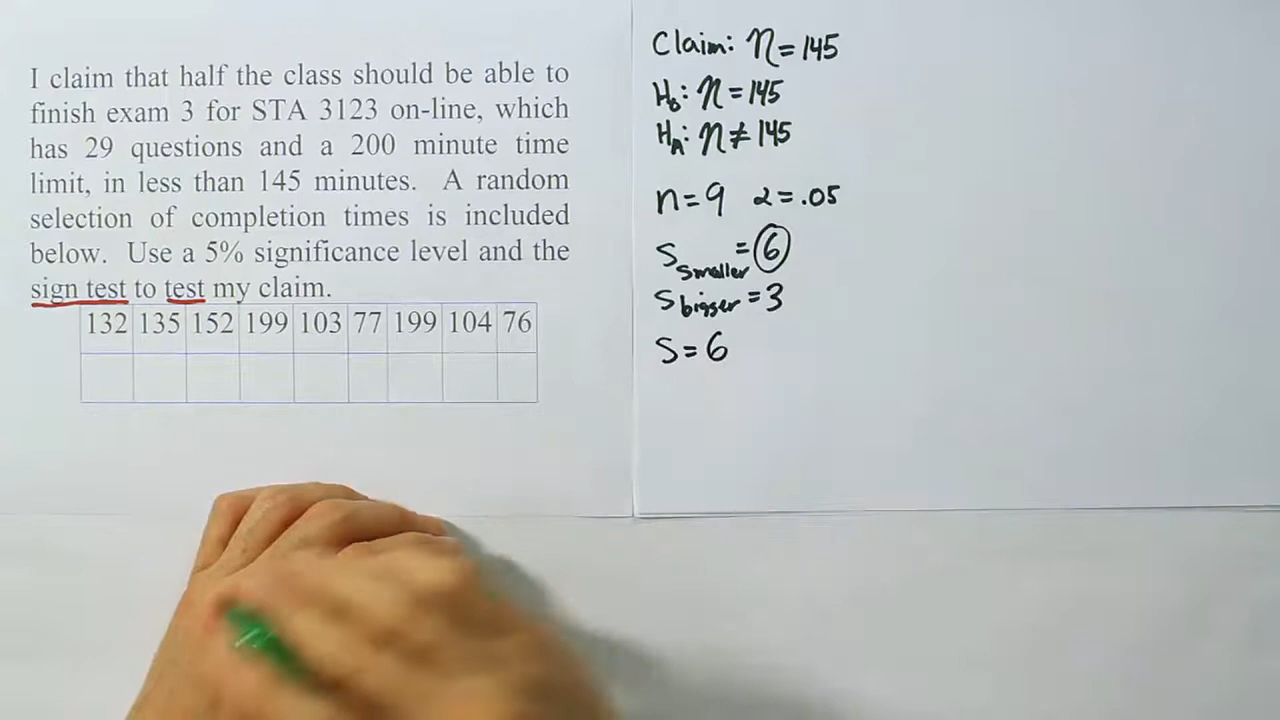 I claim that half the class should be able to
finish exam 3 for STA 3123 on-line, which
has 29 questions and a 200 minute time
limit, in less than 145 minutes. A random
selection of completion times is included
below. Use a 5% significance level and the
sign test to test my claim.
132 135 152 199 103 77 199 104 76
Claim: η = 145
H₀: η = 145
Hₐ: η ≠ 145
n = 9 α = .05
S smaller = 6
S bigger = 3
S = 6